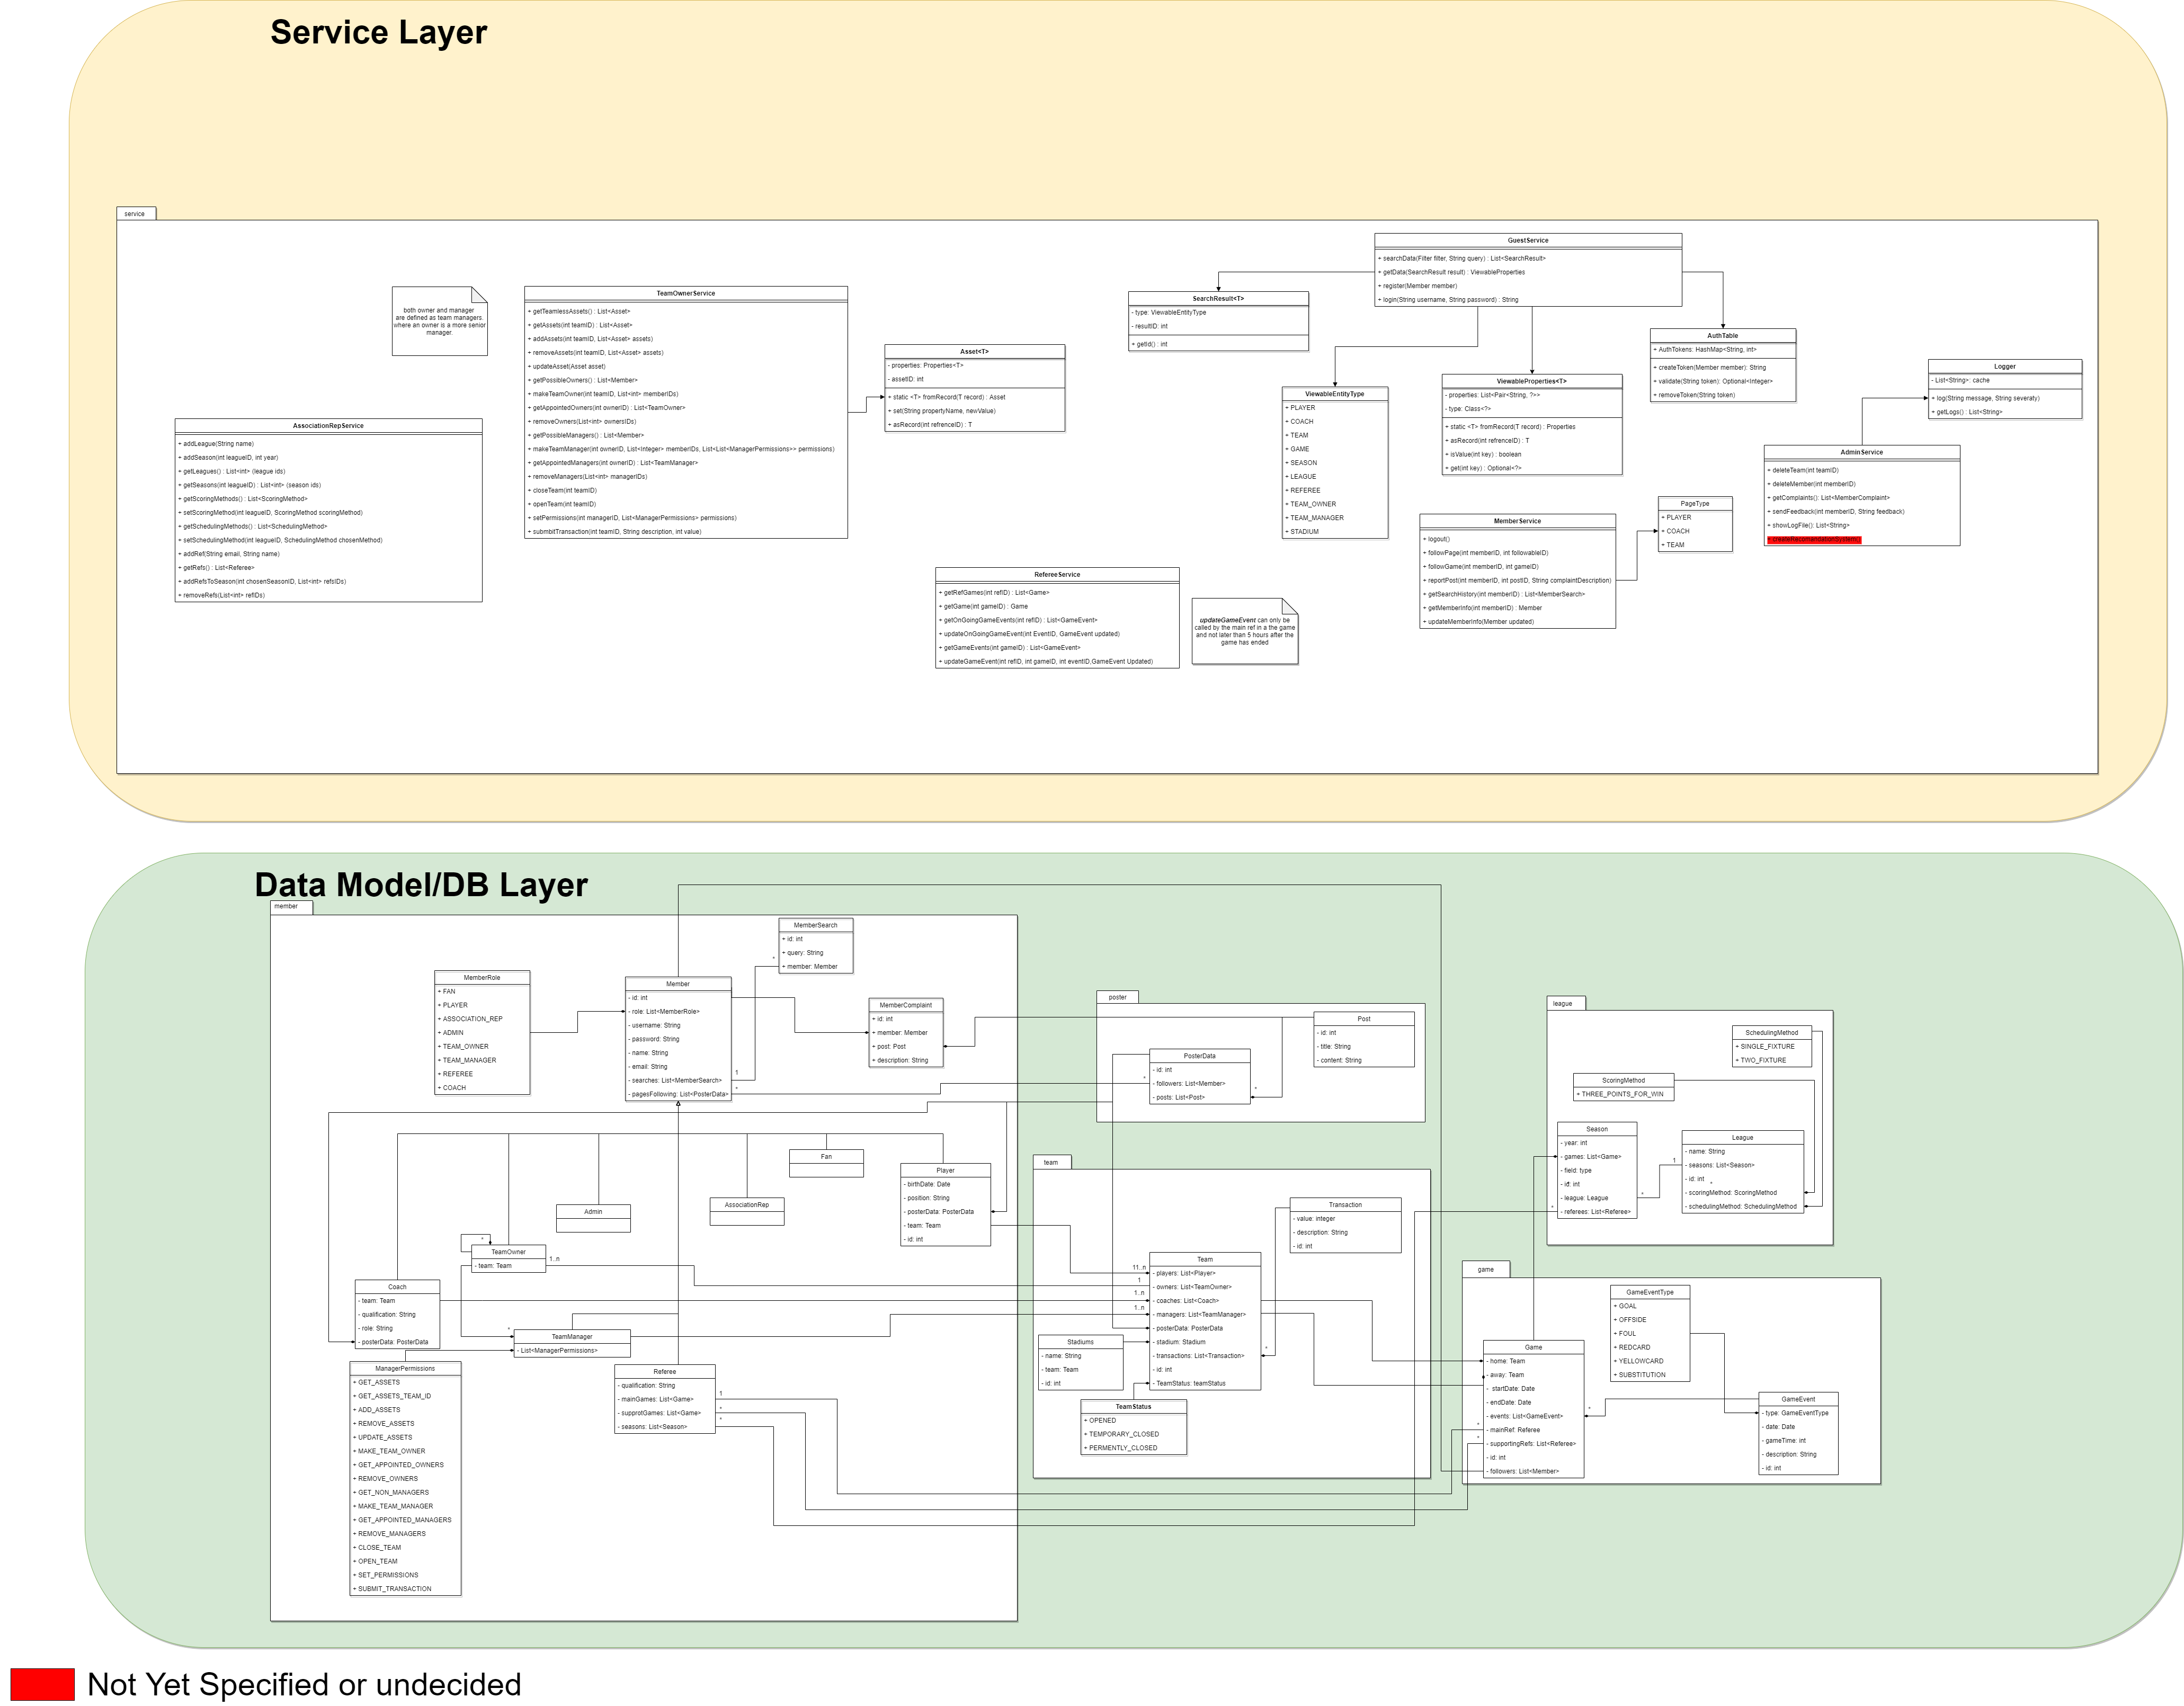 Service Layer
service
both owner and manager
are defined as team managers.
where an owner is a more senior
manager.
TeamOwnerService
+ getTeamlessAssets() : List<Asset>
+ getAssets(int teamID) : List<Asset>
+ addAssets(int teamID, List<Asset> assets)
+ removeAssets(int teamID, List<Asset> assets)
+ updateAsset(Asset asset)
+ getPossibleOwners() : List<Member>
+ makeTeamOwner(int teamID, List<int> memberIDs)
+ getAppointedOwners(int ownerID) : List<TeamOwner>
+ removeOwners(List<int> ownersIDs)
+ getPossibleManagers() : List<Member>
+ makeTeamManager(int ownerID, List<Integer> memberIDs, List<List<ManagerPermissions>> permissions)
+ getAppointedManagers(int ownerID) : List<TeamManager>
+ removeManagers(List<int> managerIDs)
+ closeTeam(int teamID)
+ openTeam(int teamID)
+ setPermissions(int managerID, List<ManagerPermissions> permissions)
+ submbitTransaction(int teamID, String description, int value)
Asset<T>
- properties: Properties<T>
- assetID: int
+ static <T> fromRecord(T record) : Asset
+ set(String propertyName, newValue)
+ asRecord(int refrenceID) : T
AssociationRepService
+ addLeague(String name)
+ addSeason(int leagueID, int year)
+ getLeagues() : List<int> (league ids)
+ getSeasons(int leagueID) : List<int> (season ids)
+ getScoringMethods() : List<ScoringMethod>
+ setScoringMethod(int leagueID, ScoringMethod scoringMethod)
+ getSchedulingMethods() : List<SchedulingMethod>
+ setSchedulingMethod(int leagueID, SchedulingMethod chosenMethod)
+ addRef(String email, String name)
+ getRefs() : List<Referee>
+ addRefsToSeason(int chosenSeasonID, List<int> refsIDs)
+ removeRefs(List<int> refIDs)
GuestService
+ searchData(Filter filter, String query) : List<SearchResult>
+ getData(SearchResult result) : ViewableProperties
+ register(Member member)
+ login(String username, String password) : String
SearchResult<T>
- type: ViewableEntityType
- resultID: int
+ getId() : int
AuthTable
+ AuthTokens: HashMap<String, int>
+ createToken(Member member): String
+ validate(String token): Optional<Integer>
+ removeToken(String token)
Logger
- List<String>: cache
+ log(String message, String severaty)
+ getLogs() : List<String>
ViewableEntityType
+ PLAYER
+ COACH
+ TEAM
+ GAME
+ SEASON
+ LEAGUE
+ REFEREE
+ TEAM_OWNER
+ TEAM_MANAGER
+ STADIUM
ViewableProperties<T>
- properties: List<Pair<String, ?>>
- type: Class<?>
+ static <T> fromRecord(T record) : Properties
+ asRecord(int refrenceID) : T
+ isValue(int key) : boolean
+ get(int key) : Optional<?>
AdminService
+ deleteTeam(int teamID)
+ deleteMember(int memberID)
+ getComplaints(): List<MemberComplaint>
+ sendFeedback(int memberID, String feedback)
+ showLogFile(): List<String>
+ createRecomendationSystem()
PageType
+ PLAYER
+ COACH
+ TEAM
MemberService
+ logout()
+ followPage(int memberID, int followableID)
+ followGame(int memberID, int gameID)
+ reportPost(int memberID, int postID, String complaintDescription)
+ getSearchHistory(int memberID) : List<MemberSearch>
+ getMemberInfo(int memberID) : Member
+ updateMemberInfo(Member updated)
RefereeService
+ getRefGames(int refID) : List<Game>
+ getGame(int gameID) : Game
+ getOnGoingGameEvents(int refID) : List<GameEvent>
+ updateOnGoingGameEvent(int EventID, GameEvent updated)
+ getGameEvents(int gameID) : List<GameEvent>
+ updateGameEvent(int refID, int gameID, int eventID,GameEvent Updated)
updateGameEvent can only be
called by the main ref in a the game
and not later than 5 hours after the
game has ended
Data Model/DB Layer
member
MemberSearch
+ id: int
+ query: String
+ member: Member
*
MemberRole
+ FAN
+ PLAYER
+ ASSOCIATION_REP
+ ADMIN
+ TEAM_OWNER
+ TEAM_MANAGER
+ REFEREE
+ COACH
Member
- id: int
- role: List<MemberRole>
- username: String
- password: String
- name: String
- email: String
- searches: List<MemberSearch>
- pagesFollowing: List<PosterData>
1
*
MemberComplaint
+ id: int
+ member: Member
+ post: Post
+ description: String
poster
Post
- id: int
- title: String
- content: String
PosterData
- id: int
- followers: List<Member>
- posts: List<Post>
*
*
league
SchedulingMethod
+ SINGLE_FIXTURE
+ TWO_FIXTURE
ScoringMethod
+ THREE_POINTS_FOR_WIN
Season
- year: int
- games: List<Game>
- field: type
- id: int
- league: League
- referees: List<Referee>
*
1
*
League
- name: String
- seasons: List<Season>
- id: int
*
- scoringMethod: ScoringMethod
- schedulingMethod: SchedulingMethod
Fan
Player
- birthDate: Date
- position: String
- posterData: PosterData
- team: Team
- id: int
Admin
AssociationRep
*
TeamOwner
- team: Team
1..n
Coach
- team: Team
- qualification: String
- role: String
- posterData: PosterData
*
TeamManager
- List<ManagerPermissions>
ManagerPermissions
+ GET_ASSETS
+ GET_ASSETS_TEAM_ID
+ ADD_ASSETS
+ REMOVE_ASSETS
+ UPDATE_ASSETS
+ MAKE_TEAM_OWNER
+ GET_APPOINTED_OWNERS
+ REMOVE_OWNERS
+ GET_NON_MANAGERS
+ MAKE_TEAM_MANAGER
+ GET_APPOINTED_MANAGERS
+ REMOVE_MANAGERS
+ CLOSE_TEAM
+ OPEN_TEAM
+ SET_PERMISSIONS
+ SUBMIT_TRANSACTION
Referee
- qualification: String
- mainGames: List<Game>
- supprotGames: List<Game>
- seasons: List<Season>
1
*
*
team
Transaction
- value: integer
- description: String
- id: int
Team
- players: List<Player>
- owners: List<TeamOwner>
- coaches: List<Coach>
- managers: List<TeamManager>
- posterData: PosterData
- stadium: Stadium
- transactions: List<Transaction>
- id: int
- TeamStatus: teamStatus
11..n
1
1..n
1..n
*
Stadiums
- name: String
- team: Team
- id: int
TeamStatus
+ OPENED
+ TEMPORARY_CLOSED
+ PERMENTLY_CLOSED
game
GameEventType
+ GOAL
+ OFFSIDE
+ FOUL
+ REDCARD
+ YELLOWCARD
+ SUBSTITUTION
Game
- home: Team
- away: Team
- startDate: Date
- endDate: Date
- events: List<GameEvent>
- mainRef: Referee
- supportingRefs: List<Referee>
- id: int
- followers: List<Member>
*
*
*
GameEvent
- type: GameEventType
- date: Date
- gameTime: int
- description: String
- id: int
Not Yet Specified or undecided